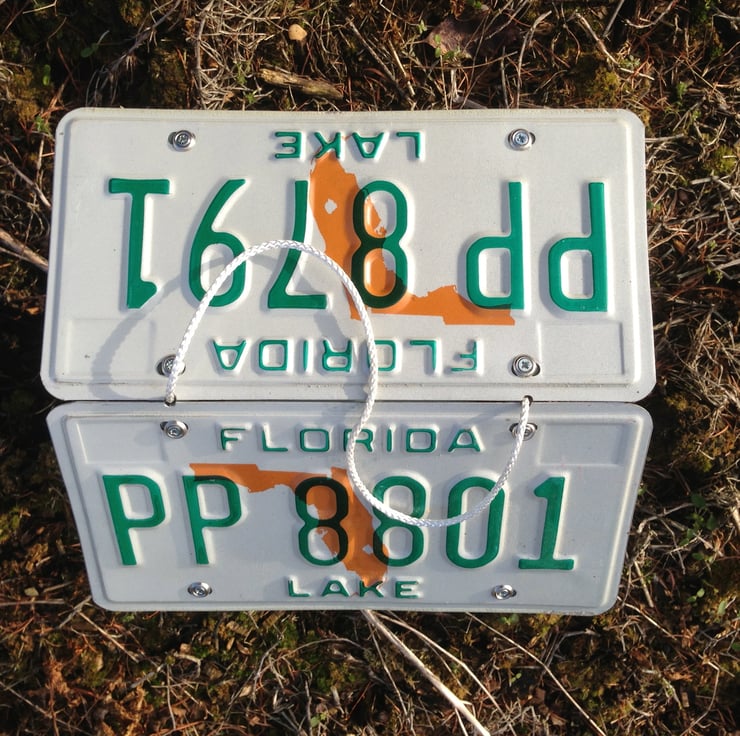 FLORIDA
PP 8791
LAKE
FLORIDA
PP 8801
LAKE